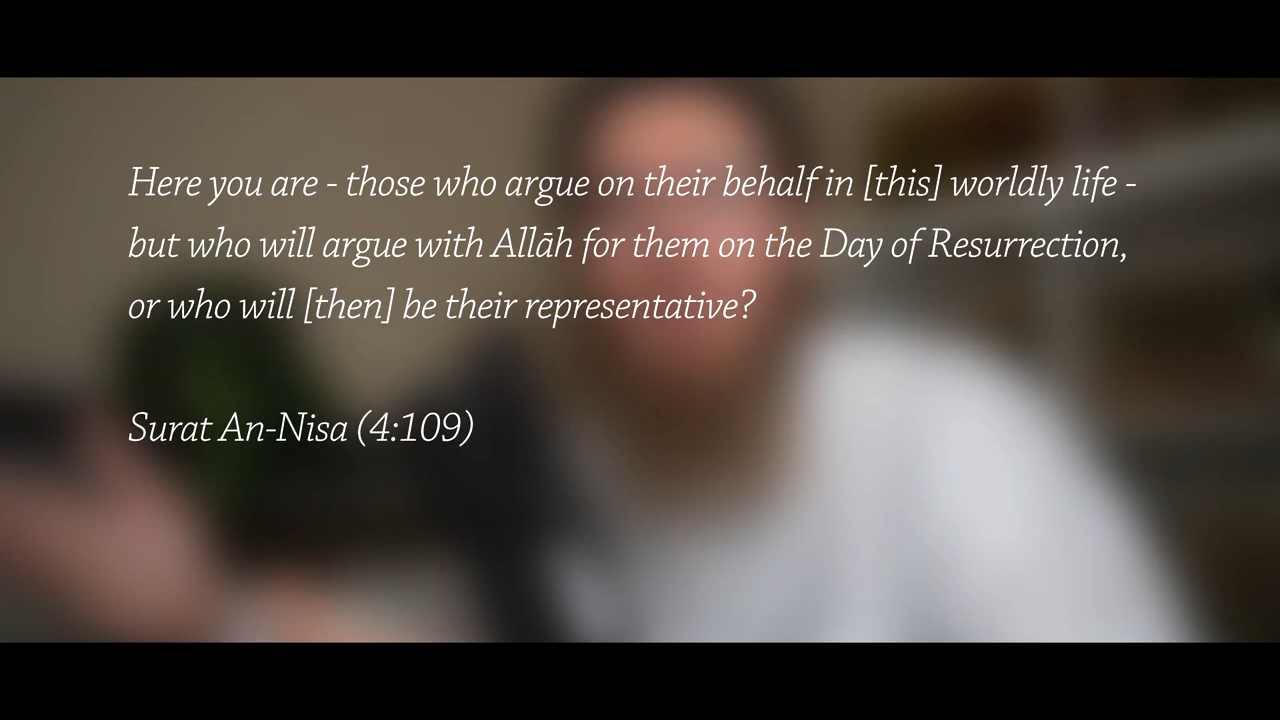 Here you are - those who argue on their behalf in [this] worldly life -
but who will argue with Allāh for them on the Day of Resurrection,
or who will [then] be their representative?
Surat An-Nisa (4:109)